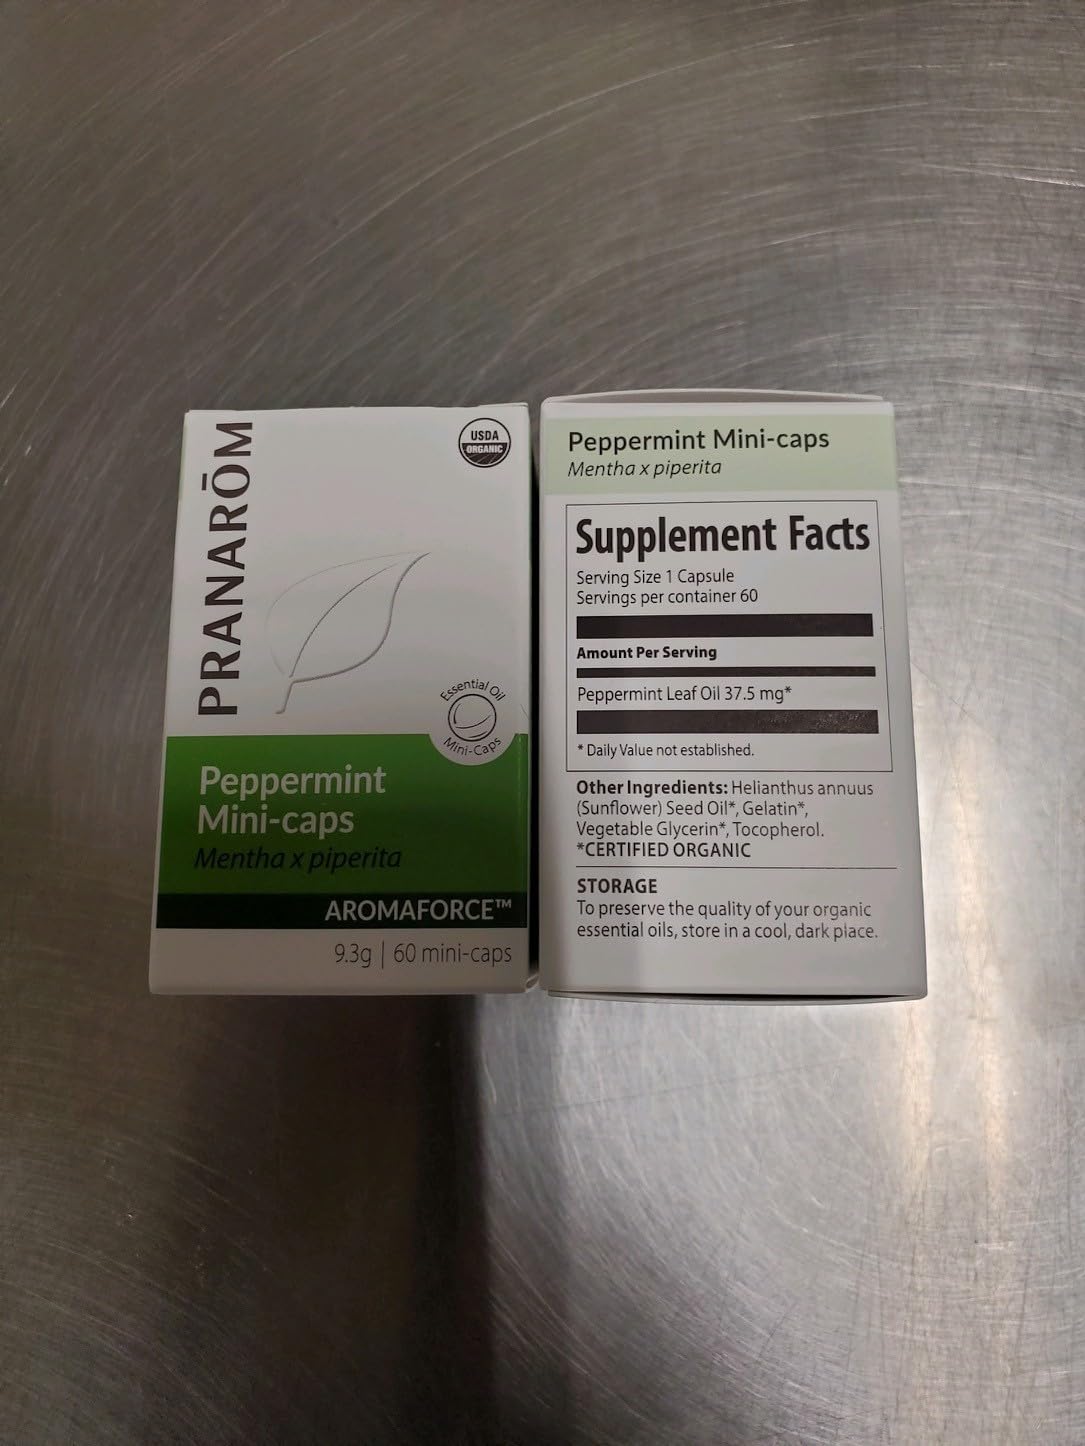 PRANARŌM
USDA
ORGANIC
Essential Oil
Mini-Caps
Peppermint
Mini-caps
Mentha x piperita
AROMAFORCE™
9.3g | 60 mini-caps
Peppermint Mini-caps
Mentha x piperita
Supplement Facts
Serving Size 1 Capsule
Servings per container 60
Amount Per Serving
Peppermint Leaf Oil 37.5 mg*
* Daily Value not established.
Other Ingredients: Helianthus annuus
(Sunflower) Seed Oil*, Gelatin*,
Vegetable Glycerin*, Tocopherol.
*CERTIFIED ORGANIC
STORAGE
To preserve the quality of your organic
essential oils, store in a cool, dark place.